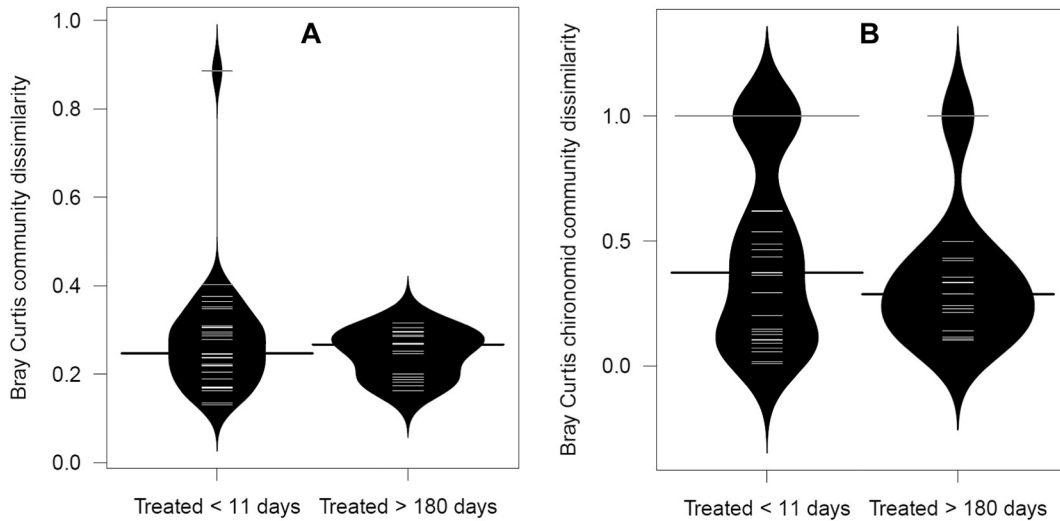 A
Bray Curtis community dissimilarity
1.0
0.8
0.6
0.4
0.2
0.0
Treated < 11 days
Treated > 180 days
B
Bray Curtis chironomid community dissimilarity
1.0
0.5
0.0
Treated < 11 days
Treated > 180 days